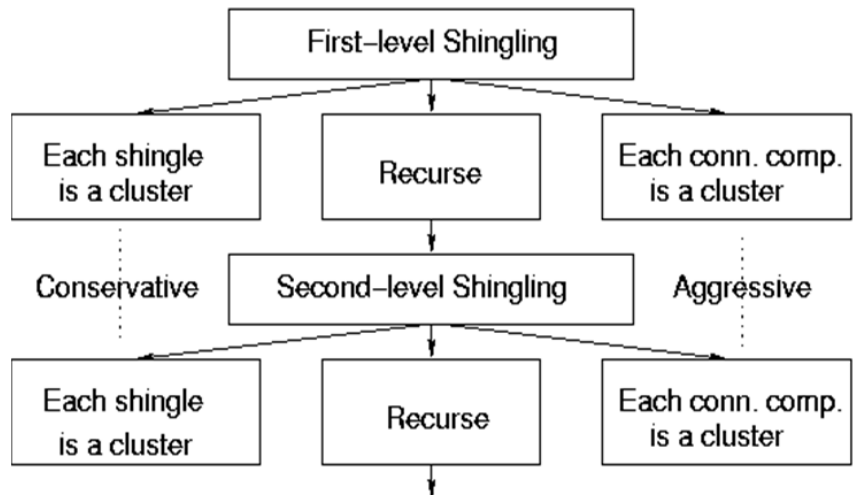 First–level Shingling
Each shingle
is a cluster
Recurse
Each conn. comp.
is a cluster
Conservative
Second–level Shingling
Aggressive
Each shingle
is a cluster
Recurse
Each conn. comp.
is a cluster